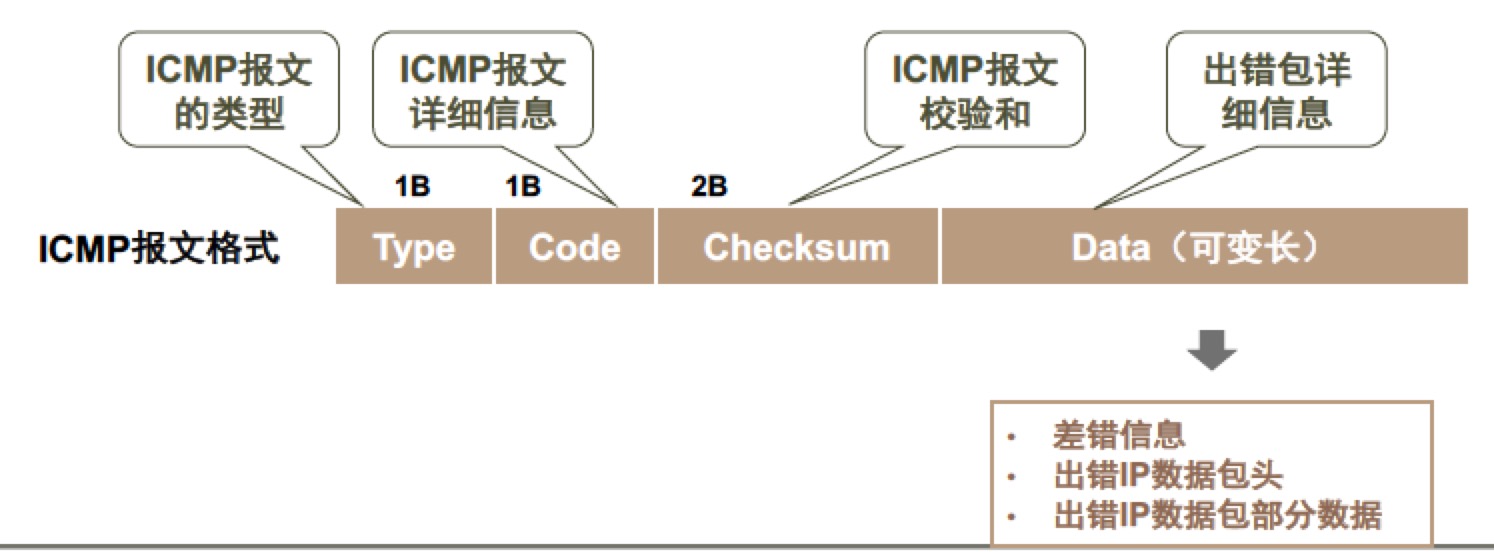 ICMP报文
的类型
ICMP报文
详细信息
ICMP报文
校验和
出错包详
细信息
1B
1B
2B
ICMP报文格式
Type
Code
Checksum
Data（可变长）
• 差错信息
• 出错IP数据包头
• 出错IP数据包部分数据